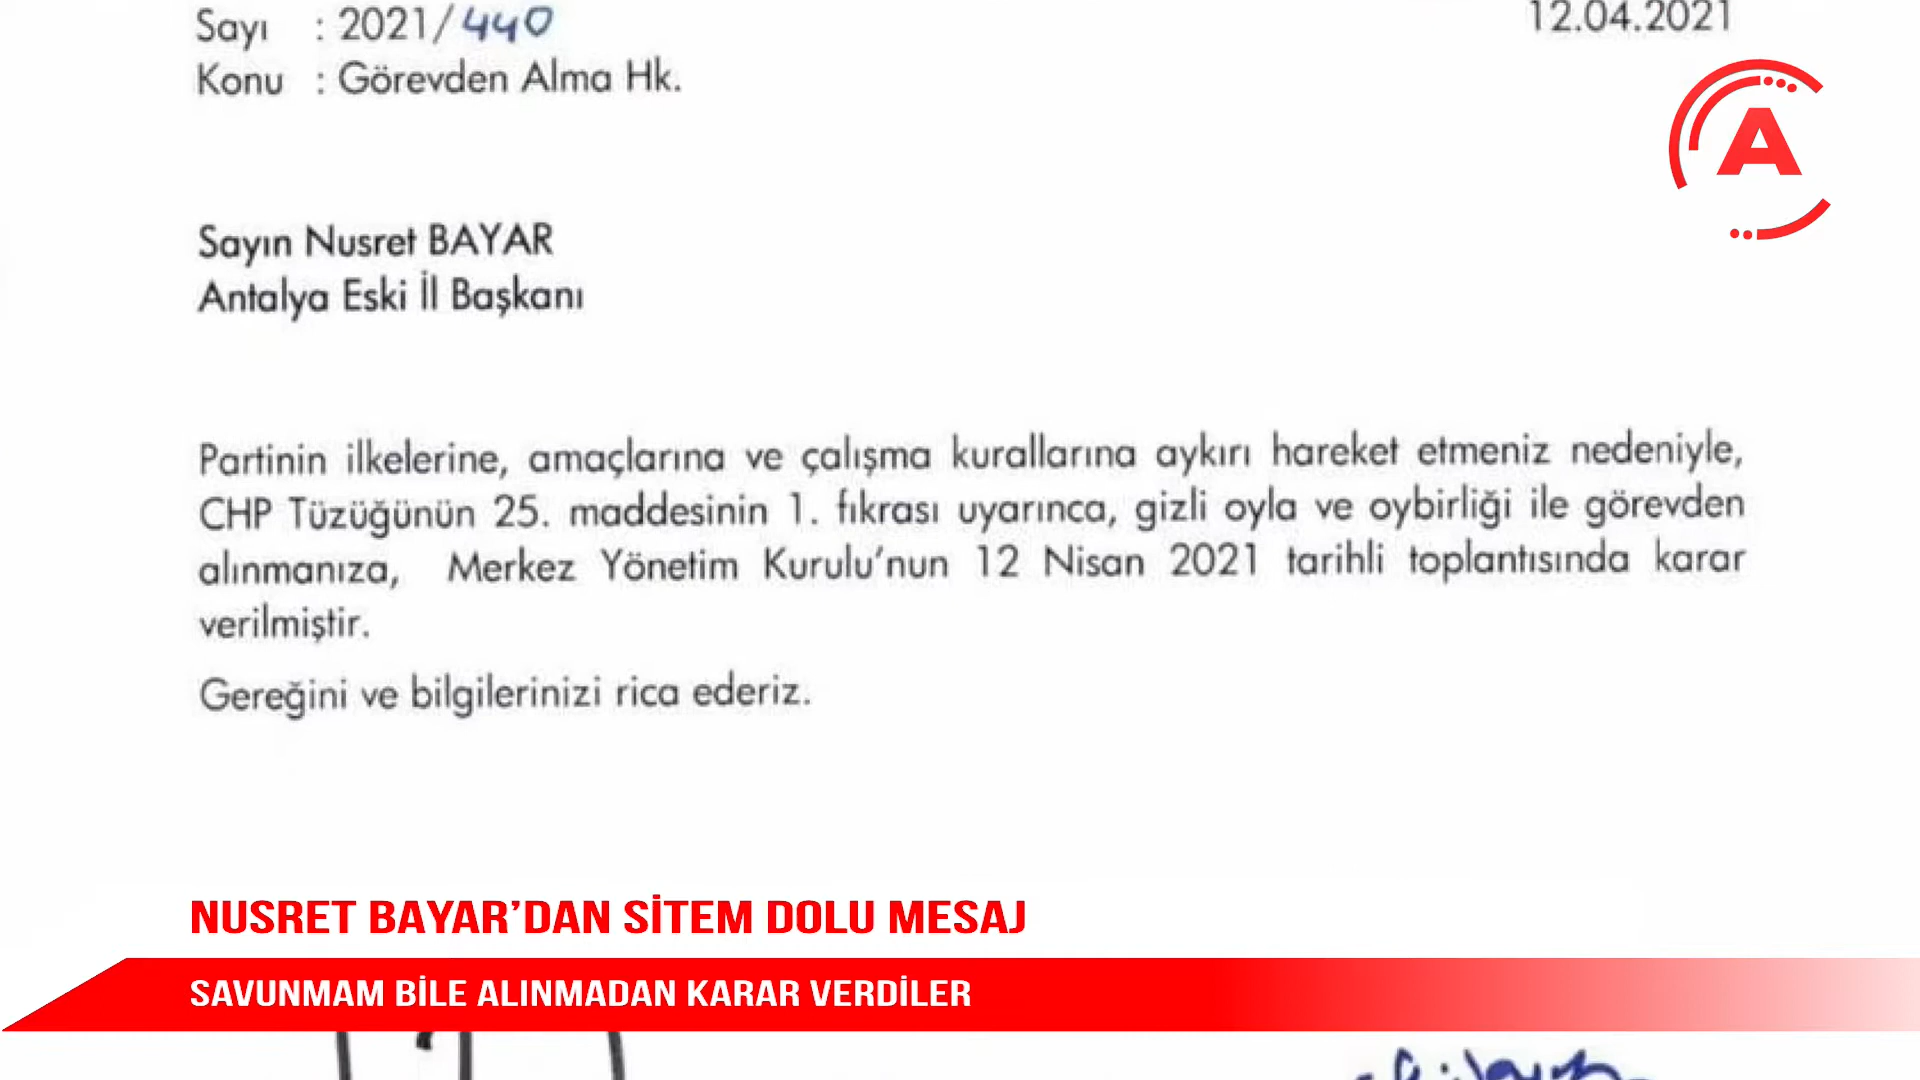 Sayı : 2021/440
12.04.2021
Konu : Görevden Alma Hk.
A
Sayın Nusret BAYAR
Antalya Eski İl Başkanı
Partinin ilkelerine, amaçlarına ve çalışma kurallarına aykırı hareket etmeniz nedeniyle,
CHP Tüzüğünün 25. maddesinin 1. fıkrası uyarınca, gizli oyla ve oybirliği ile görevden
alınmanıza, Merkez Yönetim Kurulu'nun 12 Nisan 2021 tarihli toplantısında karar
verilmiştir.
Gereğini ve bilgilerinizi rica ederiz.
NUSRET BAYAR'DAN SİTEM DOLU MESAJ
SAVUNMAM BİLE ALINMADAN KARAR VERDİLER